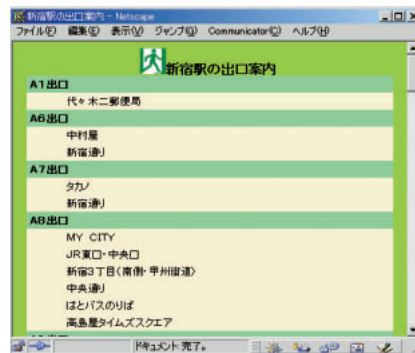 新宿駅の出口案内 - Netscape
ファイル(F) 編集(E) 表示(V) ジャンプ(G) Communicator(C) ヘルプ(H)
新宿駅の出口案内
A1出口
代々木二郵便局
A6出口
中村屋
新宿通り
A7出口
タカノ
新宿通り
A8出口
MY CITY
JR東口・中央口
新宿3丁目(南側・甲州街道)
中央通り
はとバスのりば
高島屋タイムズスクエア
ドキュメント:完了。